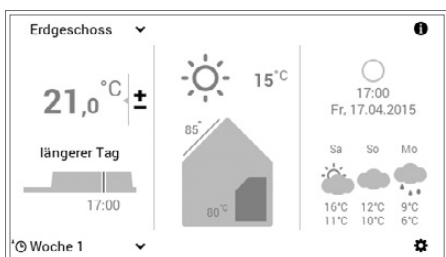 Erdgeschoss
21,0 °C ±
längerer Tag
17:00
Woche 1
15°C
85°
80°C
17:00
Fr, 17.04.2015
Sa So Mo
16°C 12°C 9°C
11°C 10°C 6°C